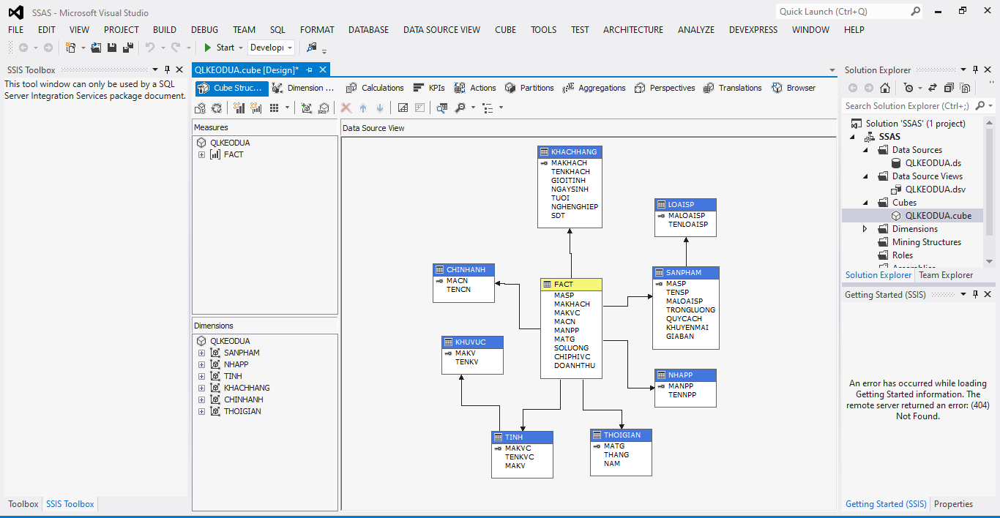 SSAS - Microsoft Visual Studio
Quick Launch (Ctrl+Q)
FILE EDIT VIEW PROJECT BUILD DEBUG TEAM SQL FORMAT DATABASE DATA SOURCE VIEW CUBE TOOLS TEST ARCHITECTURE ANALYZE DEVEXPRESS WINDOW HELP
Start Developi
SSIS Toolbox
This tool window can only be used by a SQL
Server Integration Services package document.
Toolbox SSIS Toolbox
QLKEODUA.cube [Design]*
Cube Struc... Dimension ... Calculations KPIs Actions Partitions Aggregations Perspectives Translations Browser
Measures
QLKEODUA
FACT
Dimensions
QLKEODUA
SANPHAM
NHAPP
TINH
KHACHHANG
CHINHANH
THOIGIAN
Data Source View
KHACHHANG
MAKHACH
TENKHACH
GIOITINH
NGAYSINH
TUOI
NGHENGHIEP
SDT
LOAISP
MALOAISP
TENLOAISP
CHINHANH
MACN
TENCN
FACT
MASP
MAKHACH
MAKVC
MACN
MANPP
MATG
SOLUONG
CHIPHIVC
DOANHTHU
SANPHAM
MASP
TENSP
MALOAISP
TRONGLUONG
QUYCACH
KHUYENMAI
GIABAN
KHUVUC
MAKV
TENKV
NHAPP
MANPP
TENNPP
TINH
MAKVC
TENKVC
MAKV
THOIGIAN
MATG
THANG
NAM
Solution Explorer
Search Solution Explorer (Ctrl+;)
Solution 'SSAS' (1 project)
SSAS
Data Sources
QLKEODUA.ds
Data Source Views
QLKEODUA.dsv
Cubes
QLKEODUA.cube
Dimensions
Mining Structures
Roles
Assemblies
Solution Explorer Team Explorer
Getting Started (SSIS)
An error has occurred while loading
Getting Started information. The
remote server returned an error: (404)
Not Found.
Getting Started (SSIS) Properties